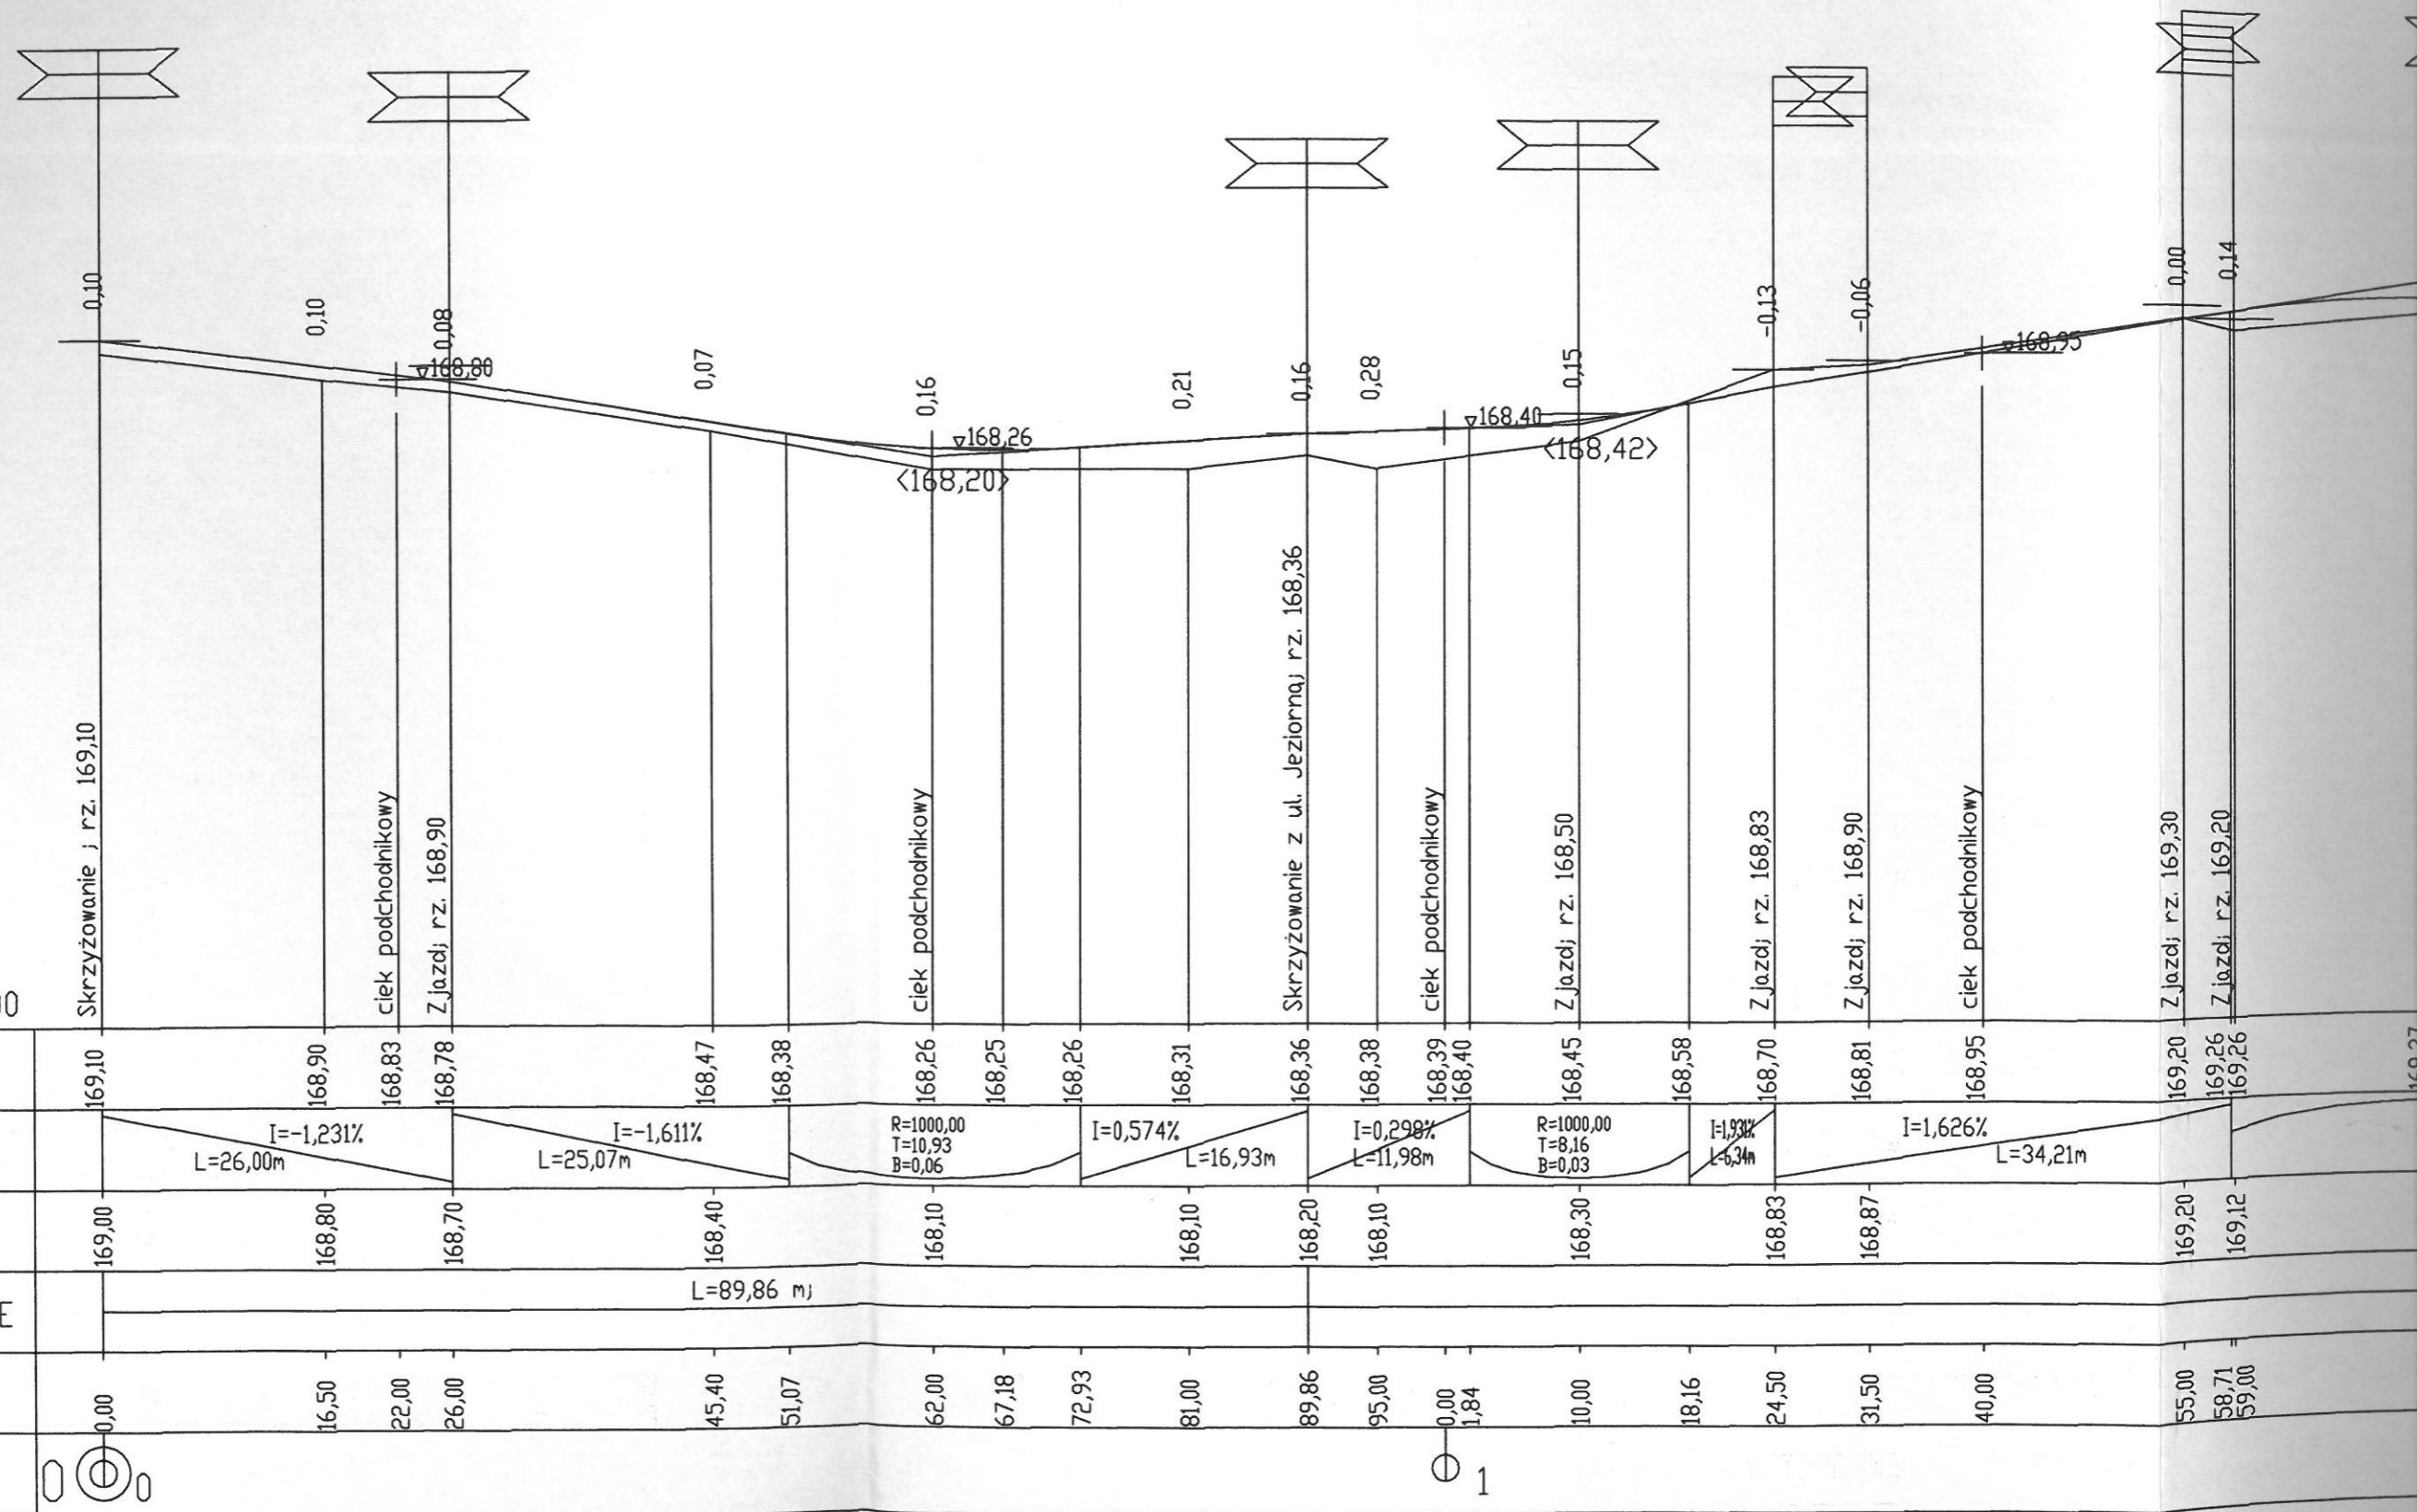 0,10
0,10
0,08
0,07
0,16
0,21
0,16
0,28
0,15
-0,13
-0,06
0,00
0,14
168,80
168,26
168,40
168,95
<168,20>
<168,42>
Skrzyżowanie ; rz. 169,10
ciek podchodnikowy
Zjazd; rz. 168,90
ciek podchodnikowy
Skrzyżowanie z ul. Jeziorną; rz. 168,36
ciek podchodnikowy
Zjazd; rz. 168,50
Zjazd; rz. 168,83
Zjazd; rz. 168,90
ciek podchodnikowy
Zjazd; rz. 169,30
Zjazd; rz. 169,20
169,10
168,90
168,83
168,78
168,47
168,38
168,26
168,25
168,26
168,31
168,36
168,38
168,39
168,40
168,45
168,58
168,70
168,81
168,95
169,20
169,26
169,26
I=-1,231%
L=26,00m
I=-1,611%
L=25,07m
R=1000,00
T=10,93
B=0,06
I=0,574%
L=16,93m
I=0,298%
L=11,98m
R=1000,00
T=8,16
B=0,03
I=1,931%
L=6,34m
I=1,626%
L=34,21m
169,00
168,80
168,70
168,40
168,10
168,10
168,20
168,10
168,30
168,83
168,87
169,20
169,12
L=89,86 m;
E
0,00
16,50
22,00
26,00
45,40
51,07
62,00
67,18
72,93
81,00
89,86
95,00
0,00
1,84
10,00
18,16
24,50
31,50
40,00
55,00
58,71
59,00
0
0
1